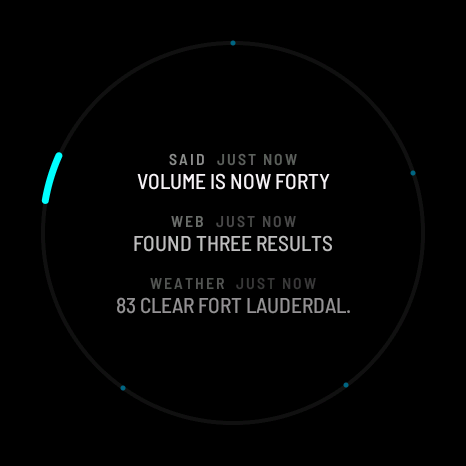 SAID JUST NOW
VOLUME IS NOW FORTY
WEB JUST NOW
FOUND THREE RESULTS
WEATHER JUST NOW
83 CLEAR FORT LAUDERDAL.